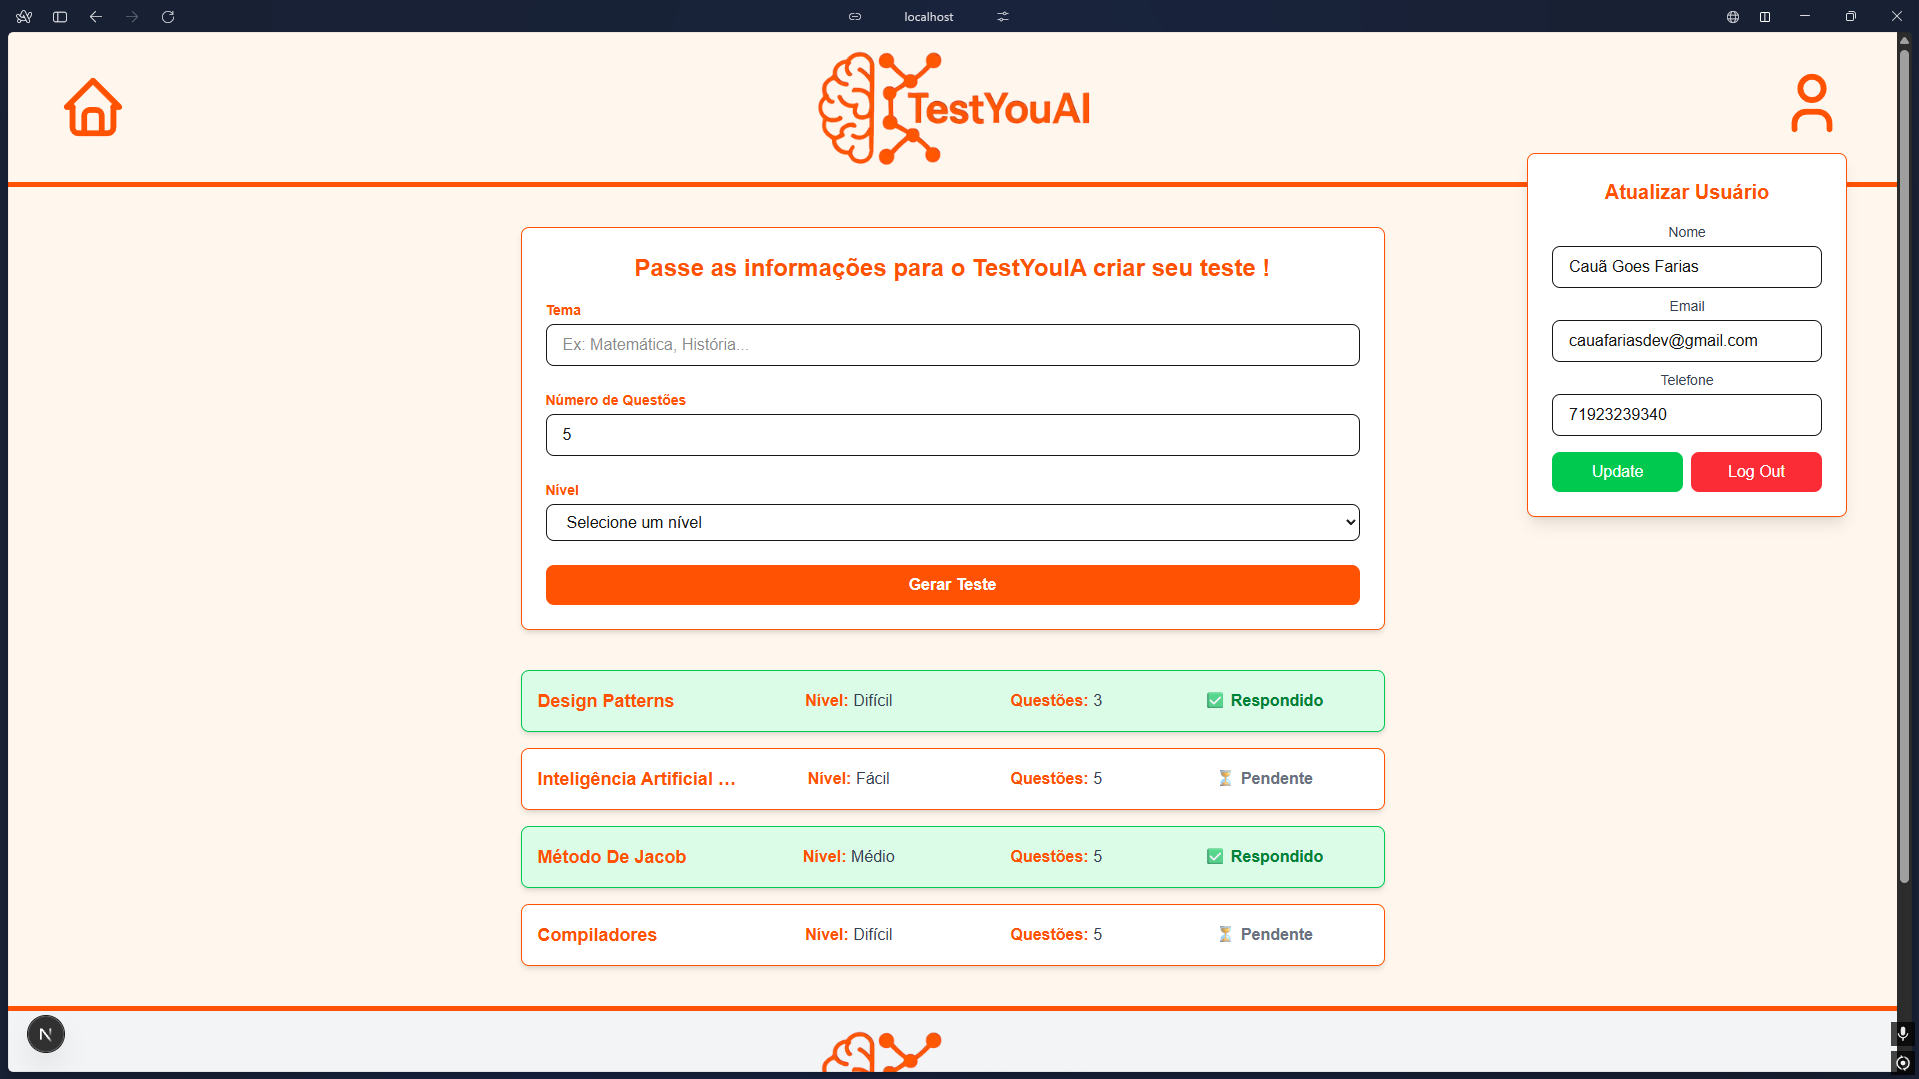 localhost
TestYouAI
Atualizar Usuário
Nome
Cauã Goes Farias
Email
cauafariasdev@gmail.com
Telefone
71923239340
Update
Log Out
Passe as informações para o TestYouIA criar seu teste !
Tema
Ex: Matemática, História...
Número de Questões
5
Nível
Selecione um nível
Gerar Teste
Design Patterns Nível: Difícil Questões: 3 ✅ Respondido
Inteligência Artificial ... Nível: Fácil Questões: 5 ⏳ Pendente
Método De Jacob Nível: Médio Questões: 5 ✅ Respondido
Compiladores Nível: Difícil Questões: 5 ⏳ Pendente
N